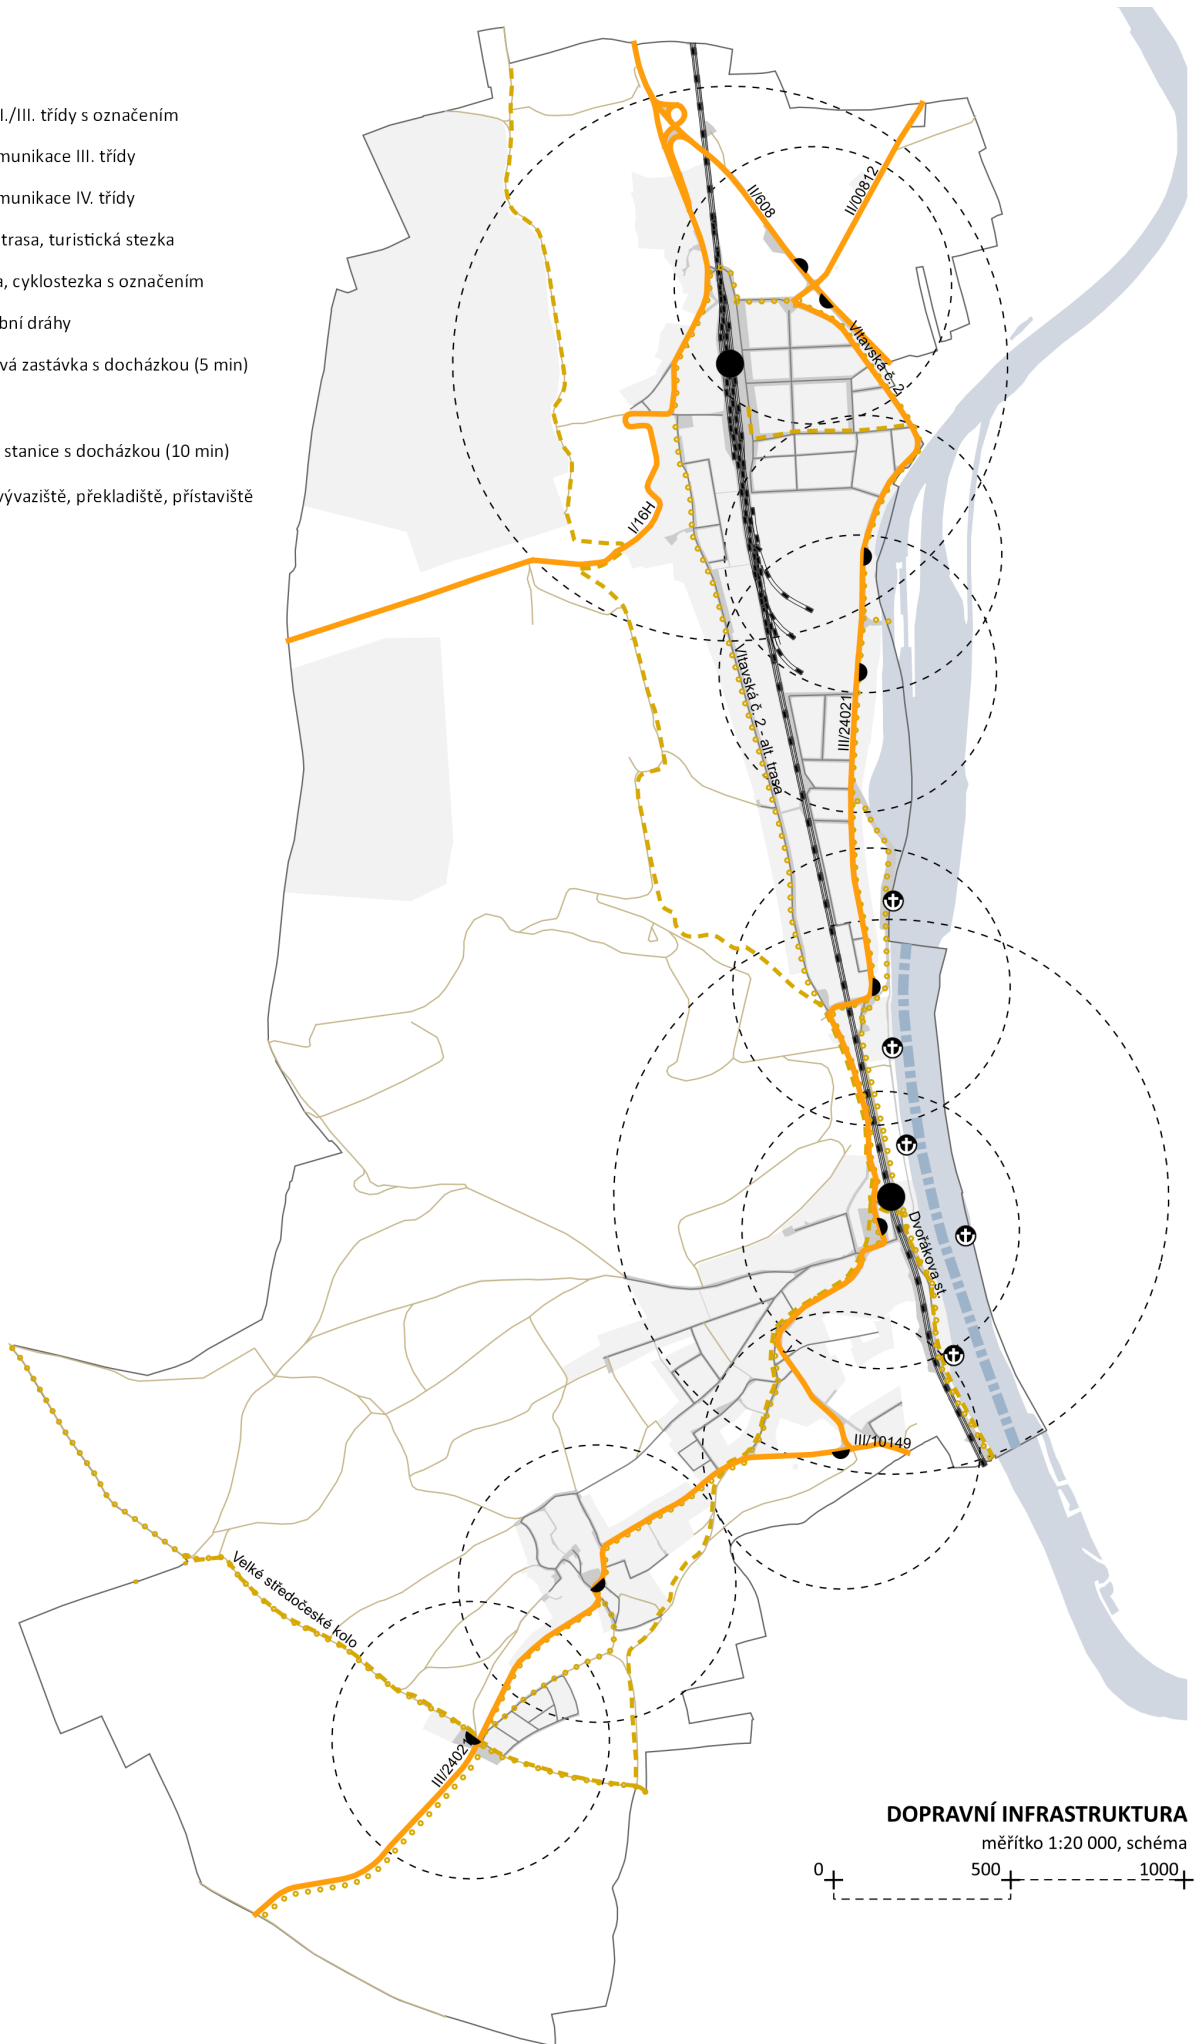 I./III. třídy s označením
munikace III. třídy
munikace IV. třídy
trasa, turistická stezka
a, cyklostezka s označením
bní dráhy
vá zastávka s docházkou (5 min)
stanice s docházkou (10 min)
vývaziště, překladiště, přístaviště
II/608
II/00812
Vltavská č. 2
I/16H
Vltavská č. 2 - alt. trasa
III/24021
Dvořákova st.
III/10149
Velké středočeské kolo
III/24021
DOPRAVNÍ INFRASTRUKTURA
měřítko 1:20 000, schéma
0 500 1000